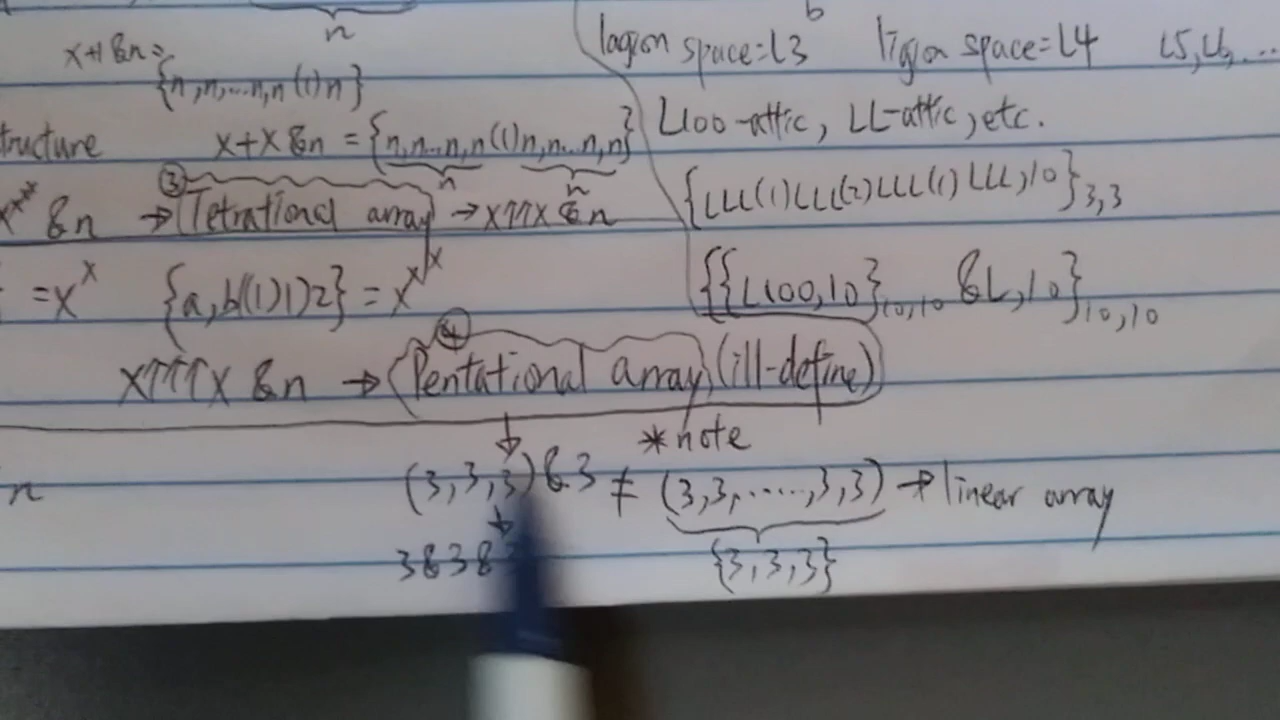 n
x+1&n=
{n,n,...n,n(1)n}
tructure x+x&n={n,n...n,n(1)n,n...n,n}
n n
&n → ③ Tetrational array → x↑↑x&n
=x^x {a,b((1)1)2}=x^x^x
x↑↑↑x&n → ④ Pentational array, (ill-define)
↓ *note
n (3,3,3)&3 ≠ (3,3,......,3,3) → linear array
↓ {3,3,3}
3&3&
b
lagion space=L3 ligion space=L4 L5,L6,...
L100-attic, LL-attic, etc.
{LLL(1)LLL(2)LLL(1)LLL,10}3,3
{{L100,10}10,10 &L,10}10,10